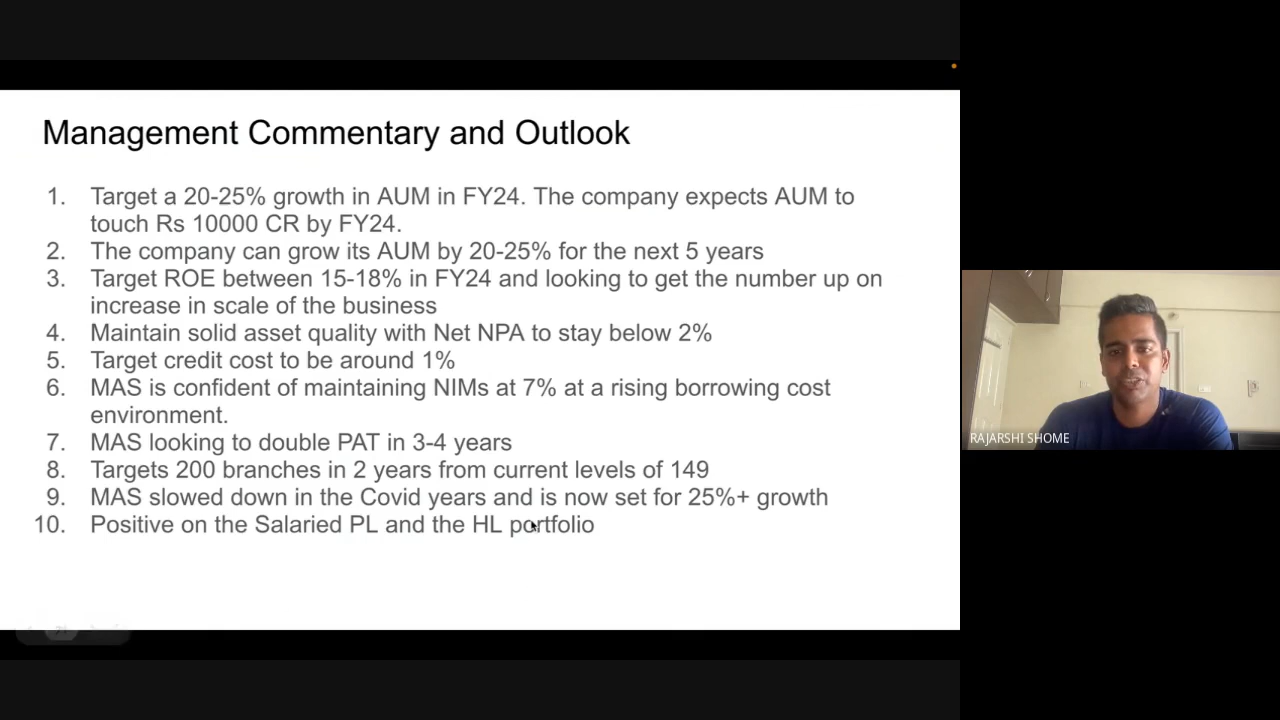 Management Commentary and Outlook
1. Target a 20-25% growth in AUM in FY24. The company expects AUM to
touch Rs 10000 CR by FY24.
2. The company can grow its AUM by 20-25% for the next 5 years
3. Target ROE between 15-18% in FY24 and looking to get the number up on
increase in scale of the business
4. Maintain solid asset quality with Net NPA to stay below 2%
5. Target credit cost to be around 1%
6. MAS is confident of maintaining NIMs at 7% at a rising borrowing cost
environment.
7. MAS looking to double PAT in 3-4 years
8. Targets 200 branches in 2 years from current levels of 149
9. MAS slowed down in the Covid years and is now set for 25%+ growth
10. Positive on the Salaried PL and the HL portfolio
RAJARSHI SHOME